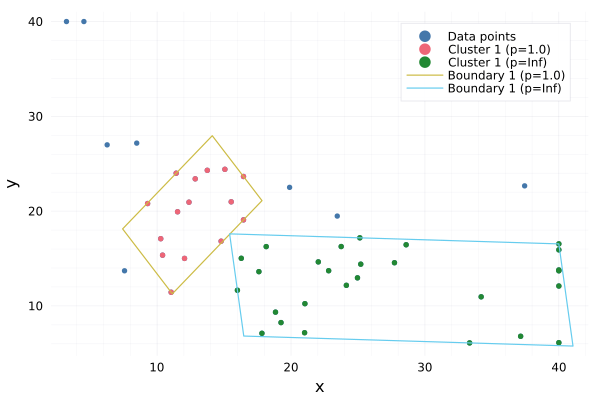 40
30
20
10
y
10
20
30
40
x
Data points
Cluster 1 (p=1.0)
Cluster 1 (p=Inf)
Boundary 1 (p=1.0)
Boundary 1 (p=Inf)